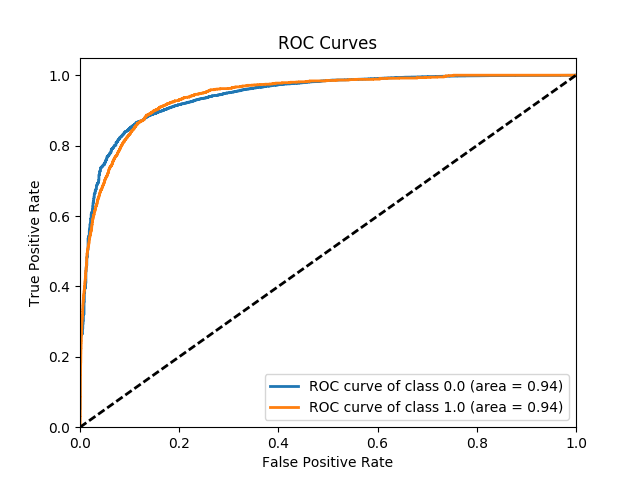 ROC Curves
1.0
0.8
0.6
0.4
0.2
0.0
True Positive Rate
ROC curve of class 0.0 (area = 0.94)
ROC curve of class 1.0 (area = 0.94)
0.0 0.2 0.4 0.6 0.8 1.0
False Positive Rate